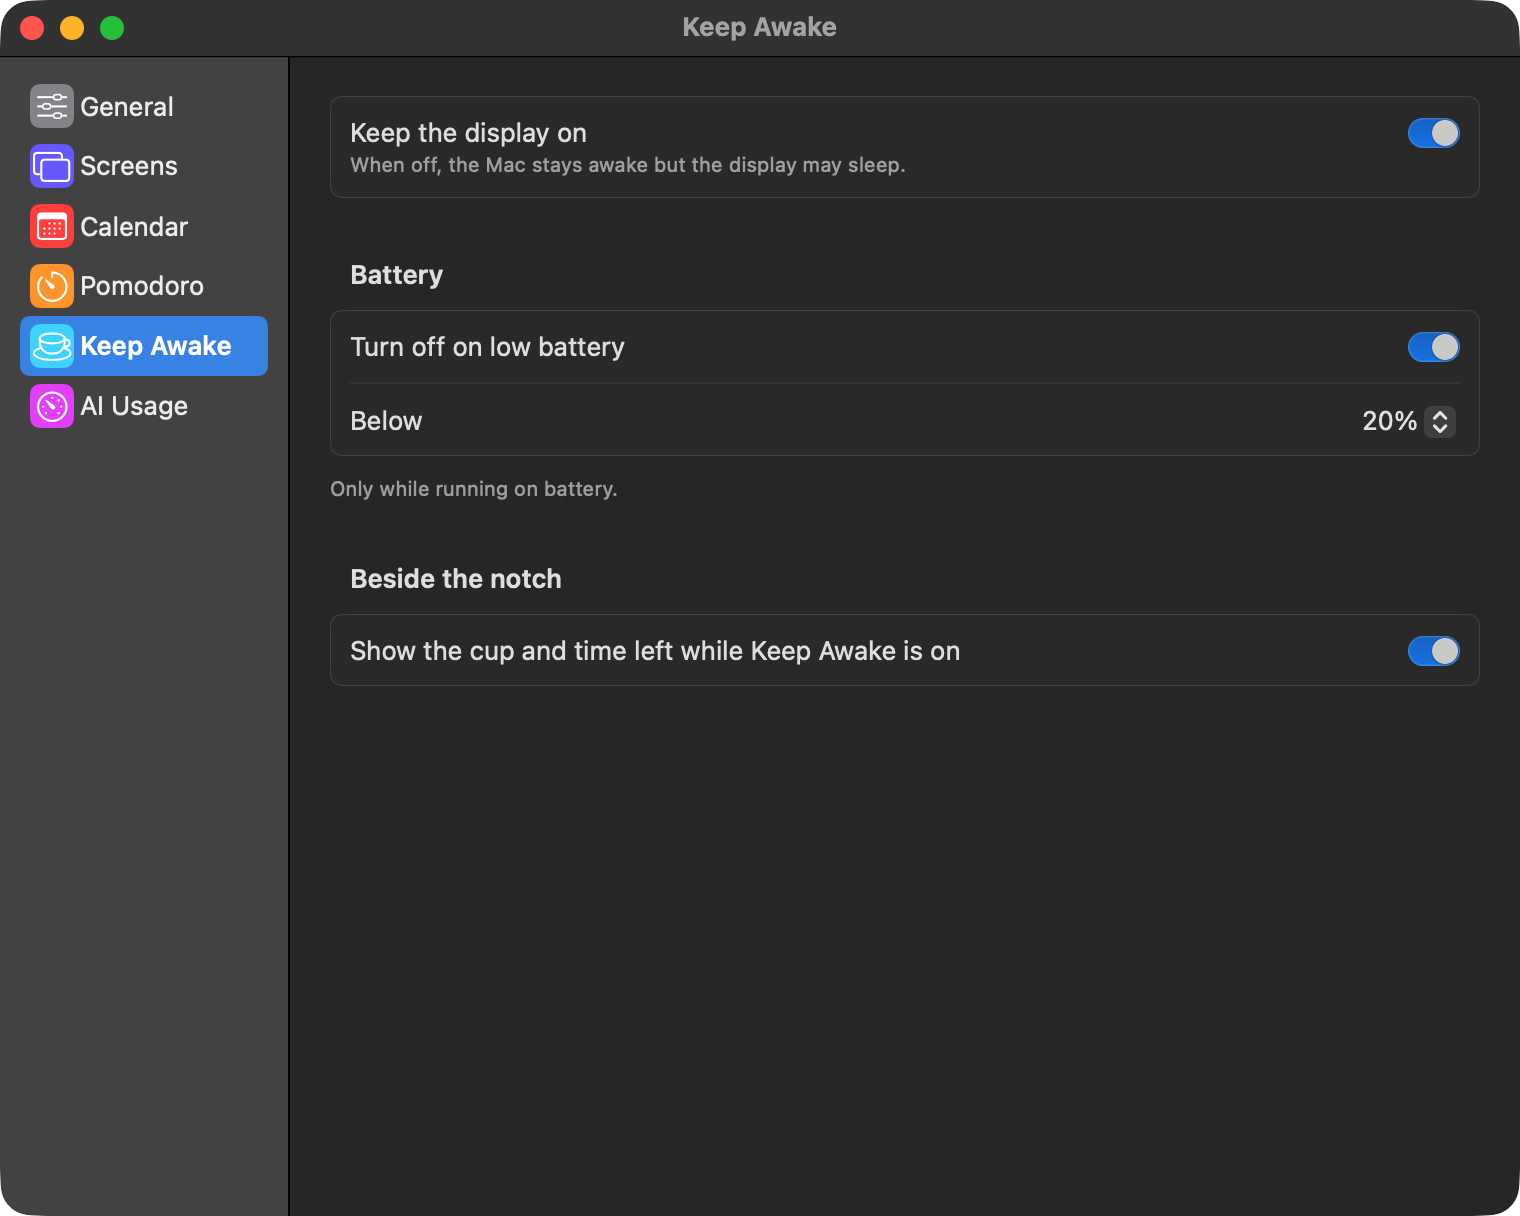 Keep Awake
General
Screens
Calendar
Pomodoro
Keep Awake
AI Usage
Keep the display on
When off, the Mac stays awake but the display may sleep.
Battery
Turn off on low battery
Below
20%
Only while running on battery.
Beside the notch
Show the cup and time left while Keep Awake is on